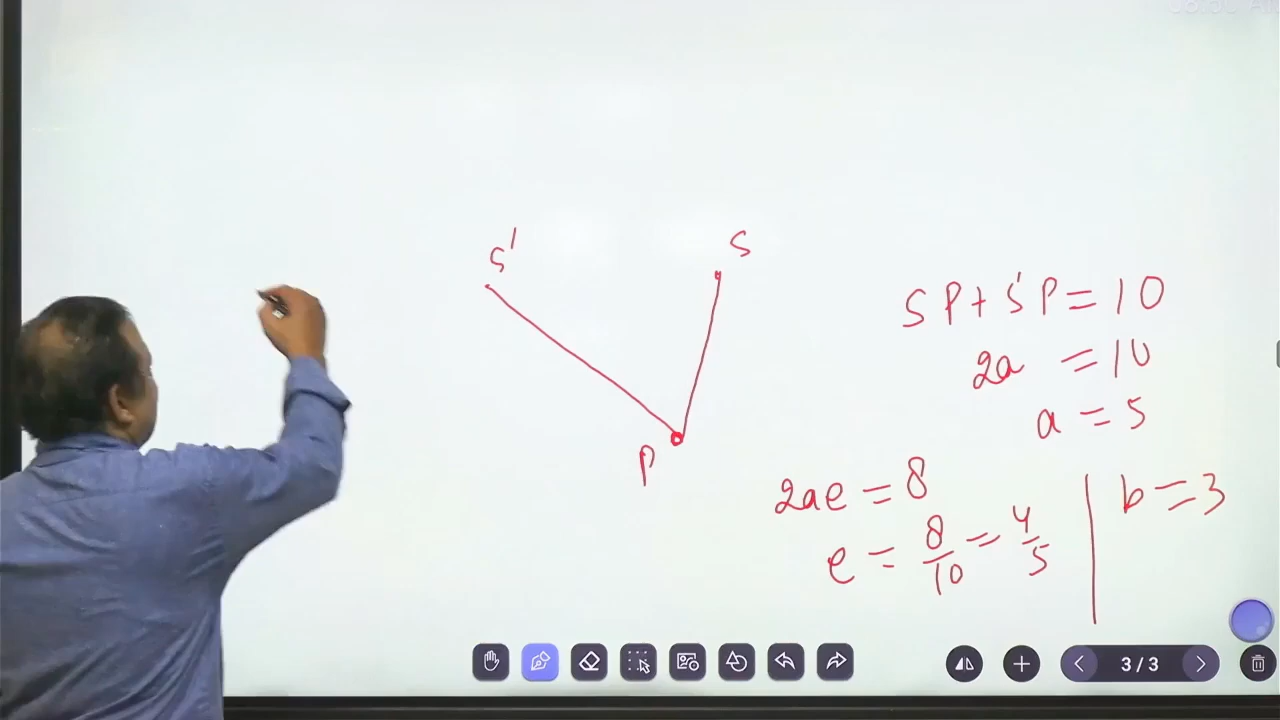 S' S
P
SP + S'P = 10
2a = 10
a = 5
2ae = 8
e = 8/10 = 4/5
b = 3
3 / 3